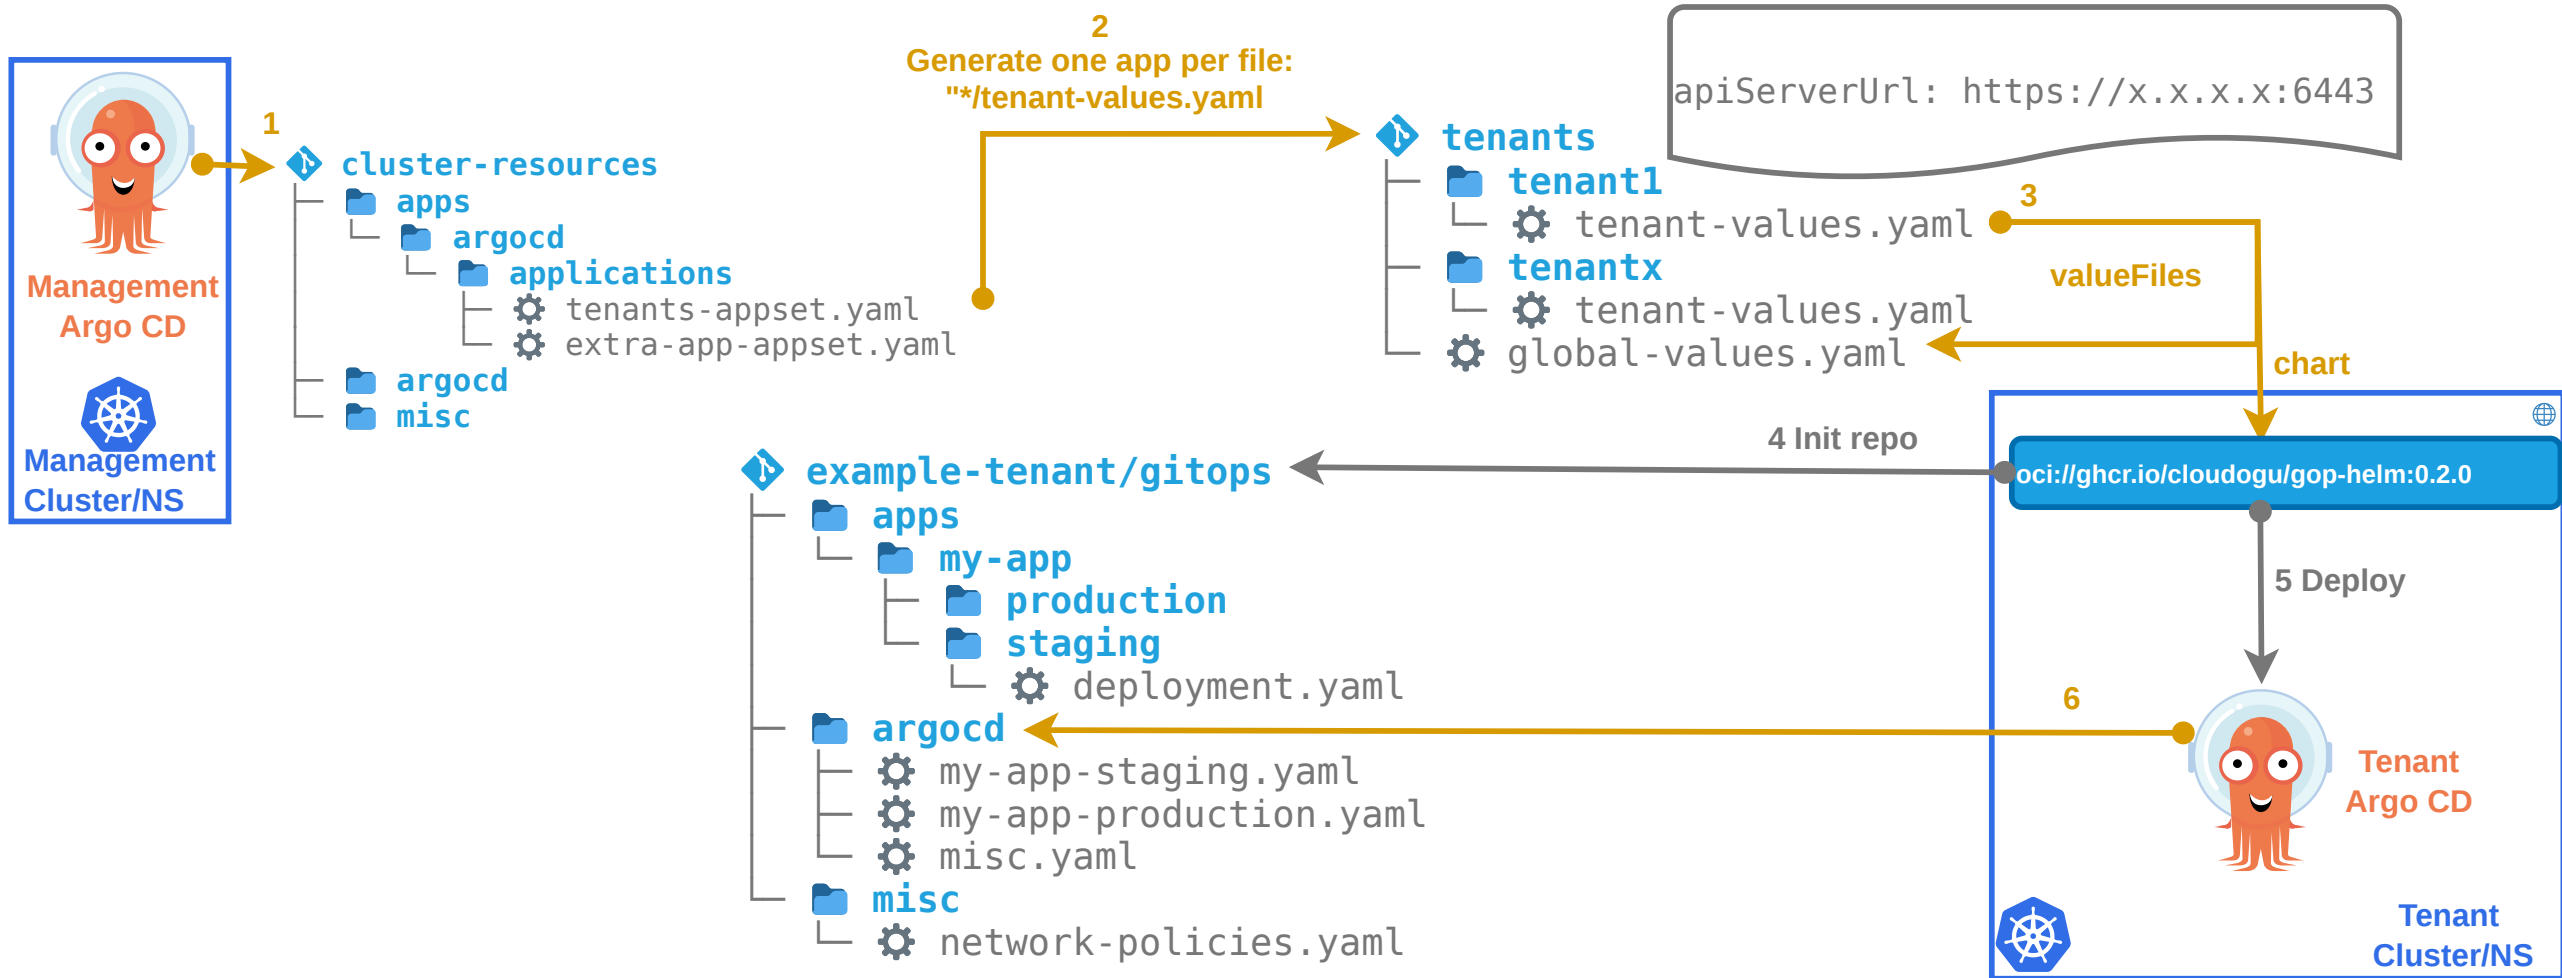 2
Generate one app per file:
"*/tenant-values.yaml
apiServerUrl: https://x.x.x.x:6443
1
cluster-resources
apps
argocd
applications
tenants-appset.yaml
extra-app-appset.yaml
argocd
misc
Management
Argo CD
Management
Cluster/NS
tenants
tenant1
tenant-values.yaml
tenantx
tenant-values.yaml
global-values.yaml
3
valueFiles
chart
4 Init repo
oci://ghcr.io/cloudogu/gop-helm:0.2.0
example-tenant/gitops
apps
my-app
production
staging
deployment.yaml
argocd
my-app-staging.yaml
my-app-production.yaml
misc.yaml
misc
network-policies.yaml
5 Deploy
6
Tenant
Argo CD
Tenant
Cluster/NS